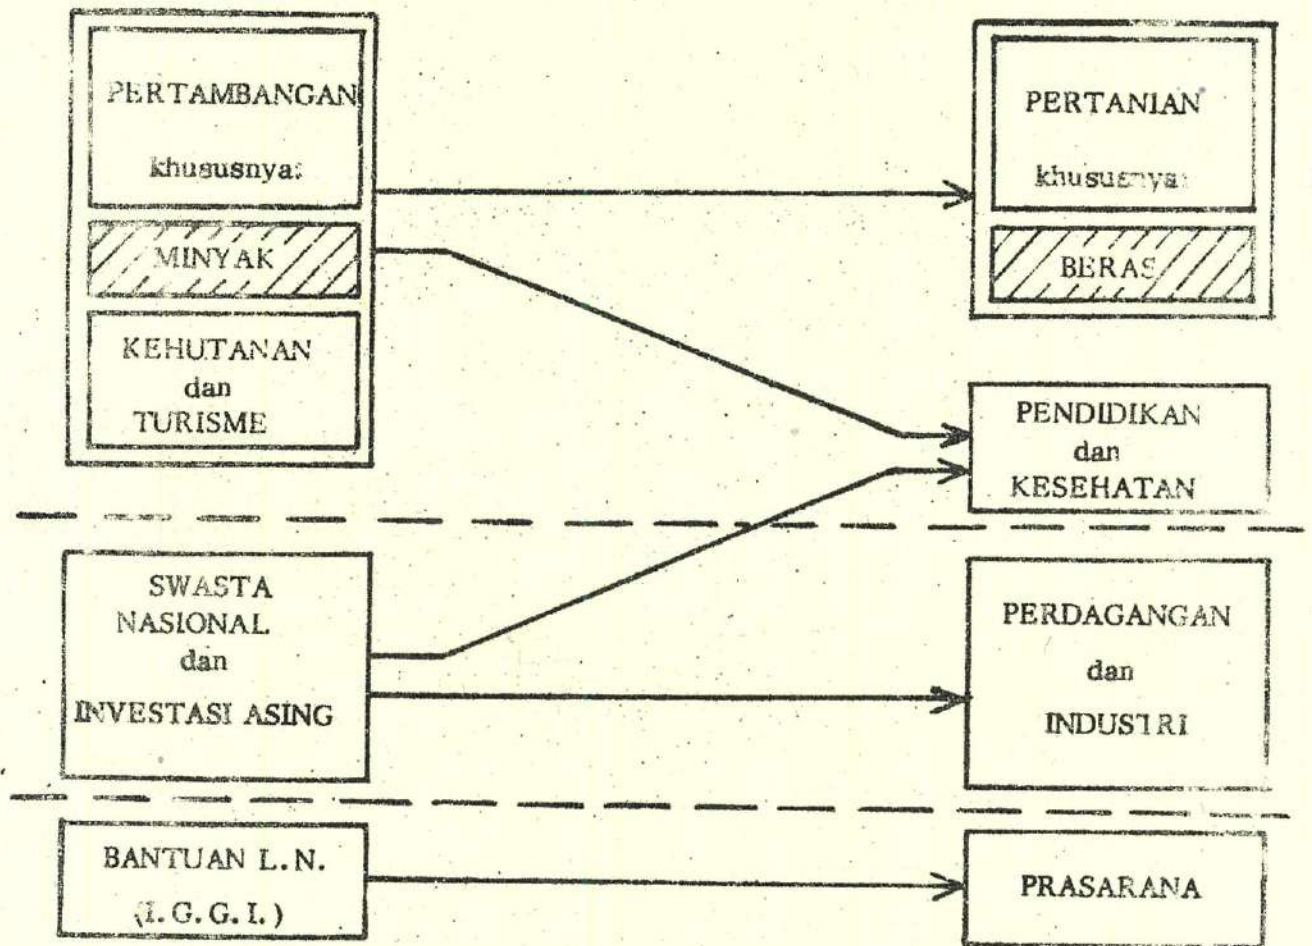 PERTAMBANGAN
khususnya:
MINYAK
KEHUTANAN
dan
TURISME
PERTANIAN
khususnya:
BERAS
PENDIDIKAN
dan
KESEHATAN
SWASTA
NASIONAL
dan
INVESTASI ASING
PERDAGANGAN
dan
INDUSTRI
BANTUAN L.N.
(I.G.G.I.)
PRASARANA